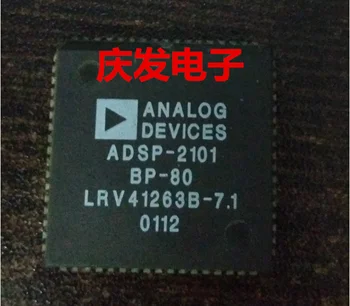 庆发电子
ANALOG
DEVICES
ADSP-2101
BP-80
LRV41263B-7.1
0112